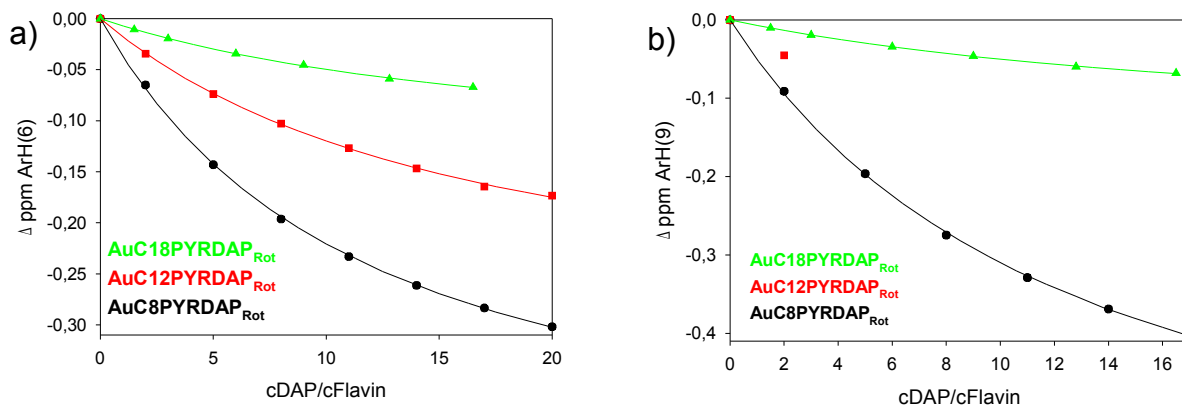 a)
0,00
-0,05
-0,10
-0,15
-0,20
-0,25
-0,30
Δ ppm ArH(6)
AuC18PYRDAPRot
AuC12PYRDAPRot
AuC8PYRDAPRot
0 5 10 15 20
cDAP/cFlavin
b)
0,0
-0,1
-0,2
-0,3
-0,4
Δ ppm ArH(9)
AuC18PYRDAPRot
AuC12PYRDAPRot
AuC8PYRDAPRot
0 2 4 6 8 10 12 14 16
cDAP/cFlavin